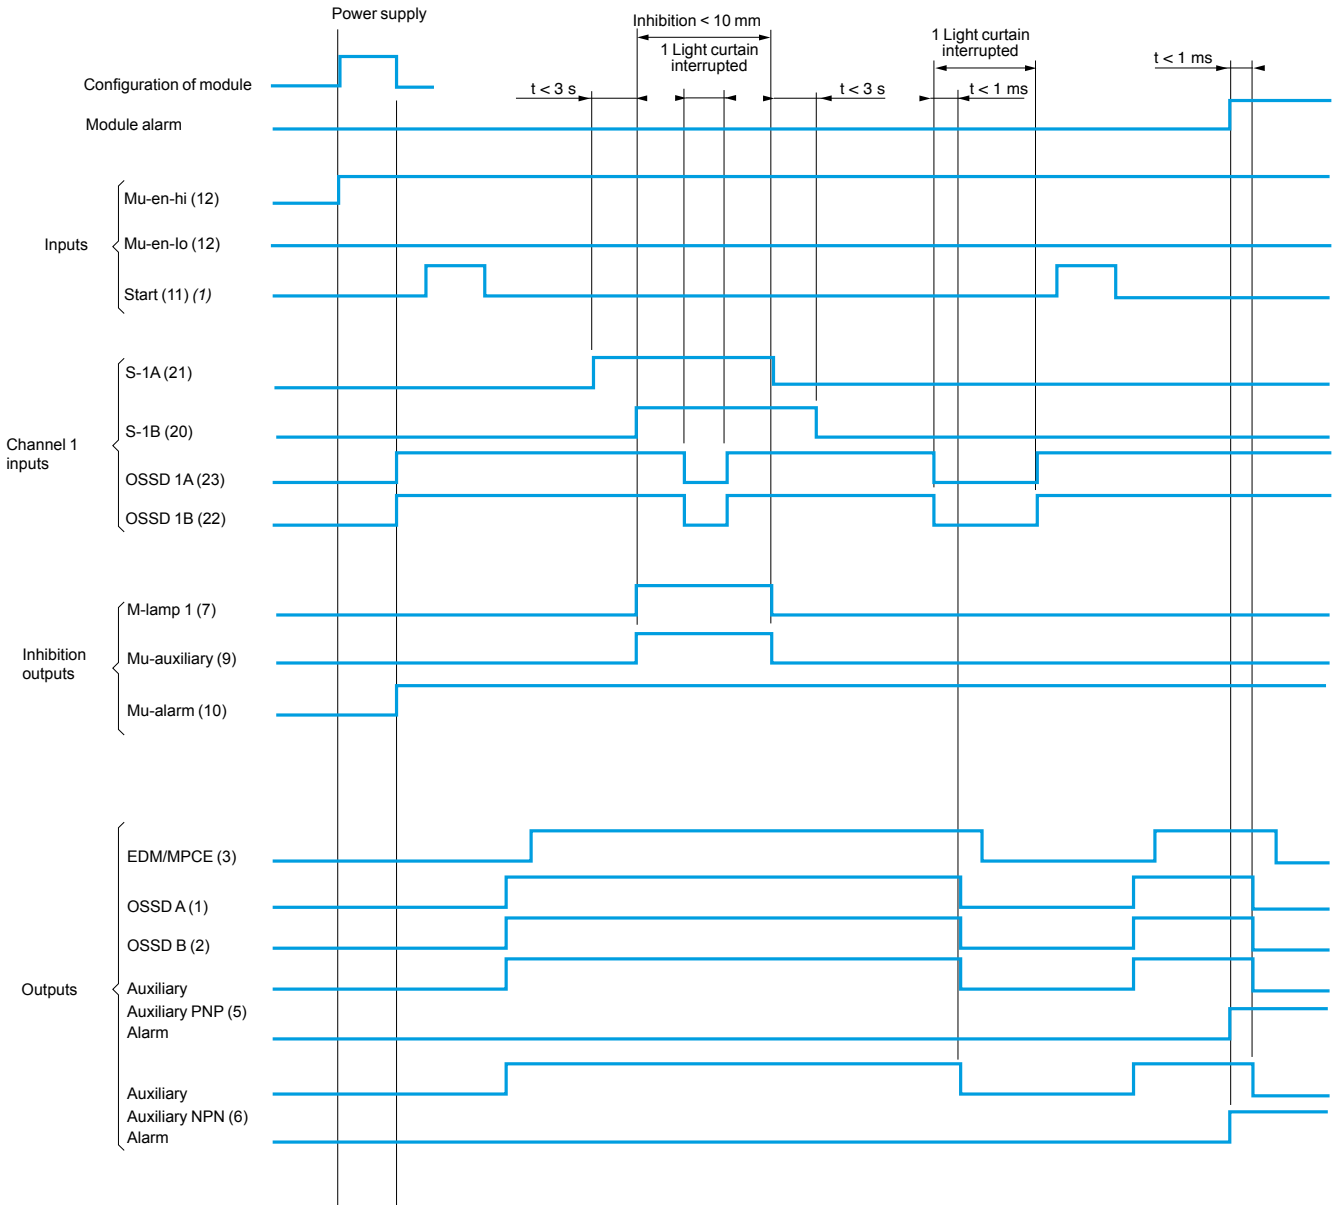 Power supply
Inhibition < 10 mm
1 Light curtain
interrupted
1 Light curtain
interrupted
t < 1 ms
Configuration of module
t < 3 s
t < 3 s
t < 1 ms
Module alarm
Inputs
Mu-en-hi (12)
Mu-en-lo (12)
Start (11) (1)
Channel 1
inputs
S-1A (21)
S-1B (20)
OSSD 1A (23)
OSSD 1B (22)
Inhibition
outputs
M-lamp 1 (7)
Mu-auxiliary (9)
Mu-alarm (10)
Outputs
EDM/MPCE (3)
OSSD A (1)
OSSD B (2)
Auxiliary
Auxiliary PNP (5)
Alarm
Auxiliary
Auxiliary NPN (6)
Alarm